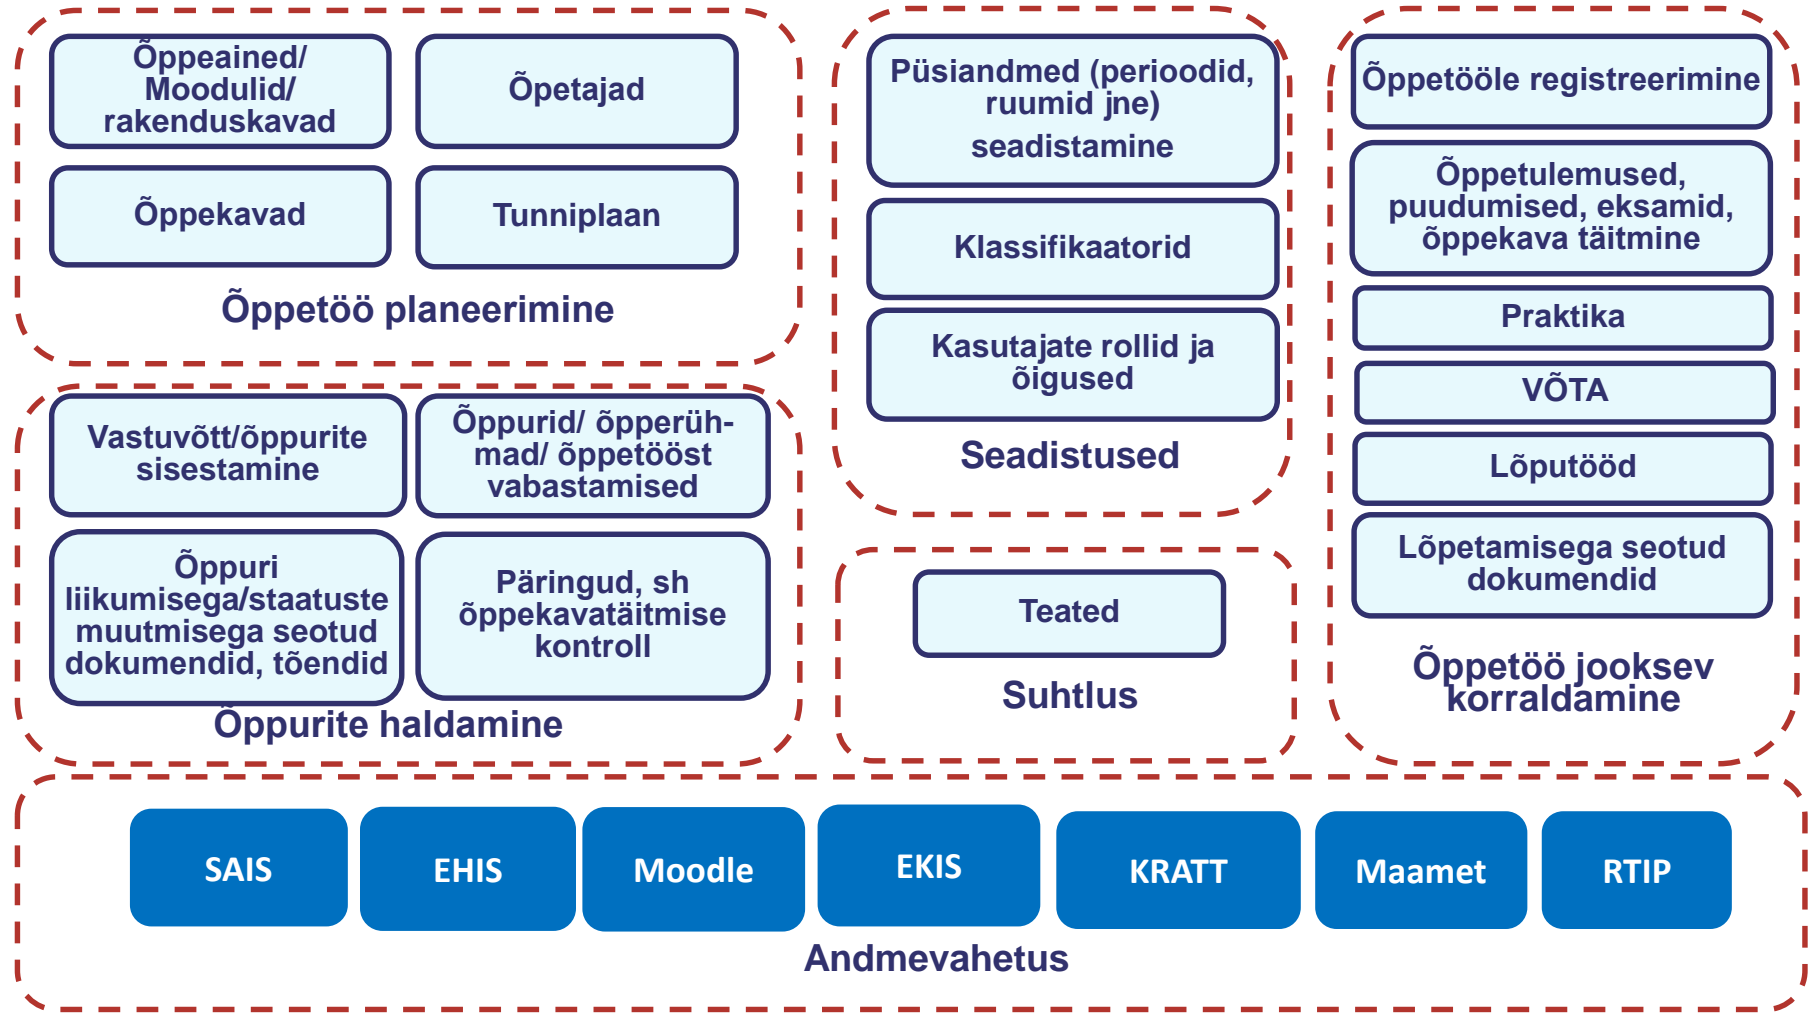 Õppeained/
Moodulid/
rakenduskavad
Õpetajad
Õppekavad
Tunniplaan
Õppetöö planeerimine
Vastuvõtt/õppurite
sisestamine
Õppurid/ õpperüh-
mad/ õppetööst
vabastamised
Õppuri
liikumisega/staatuste
muutmisega seotud
dokumendid, tõendid
Päringud, sh
õppekavatäitmise
kontroll
Õppurite haldamine
Püsiandmed (perioodid,
ruumid jne)
seadistamine
Klassifikaatorid
Kasutajate rollid ja
õigused
Seadistused
Teated
Suhtlus
Õppetööle registreerimine
Õppetulemused,
puudumised, eksamid,
õppekava täitmine
Praktika
VÕTA
Lõputööd
Lõpetamisega seotud
dokumendid
Õppetöö jooksev
korraldamine
SAIS
EHIS
Moodle
EKIS
KRATT
Maamet
RTIP
Andmevahetus